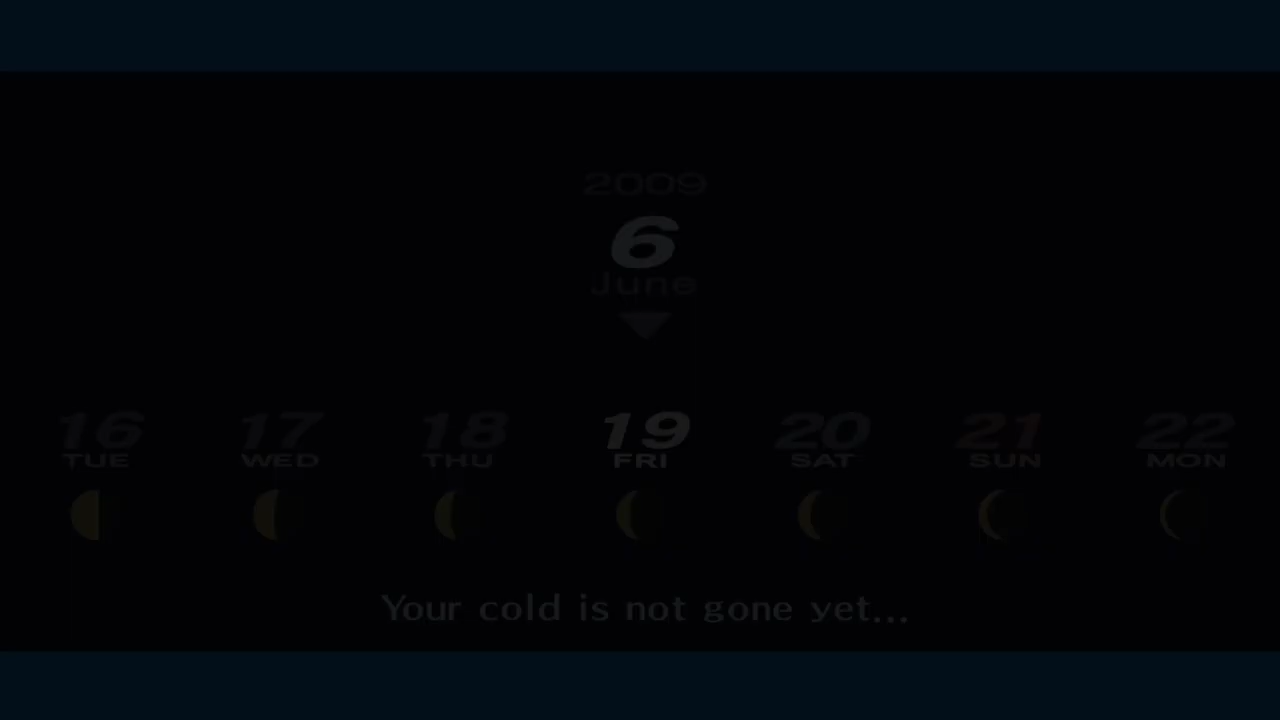 2009
6
June
16 17 18 19 20 21 22
TUE WED THU FRI SAT SUN MON
Your cold is not gone yet...